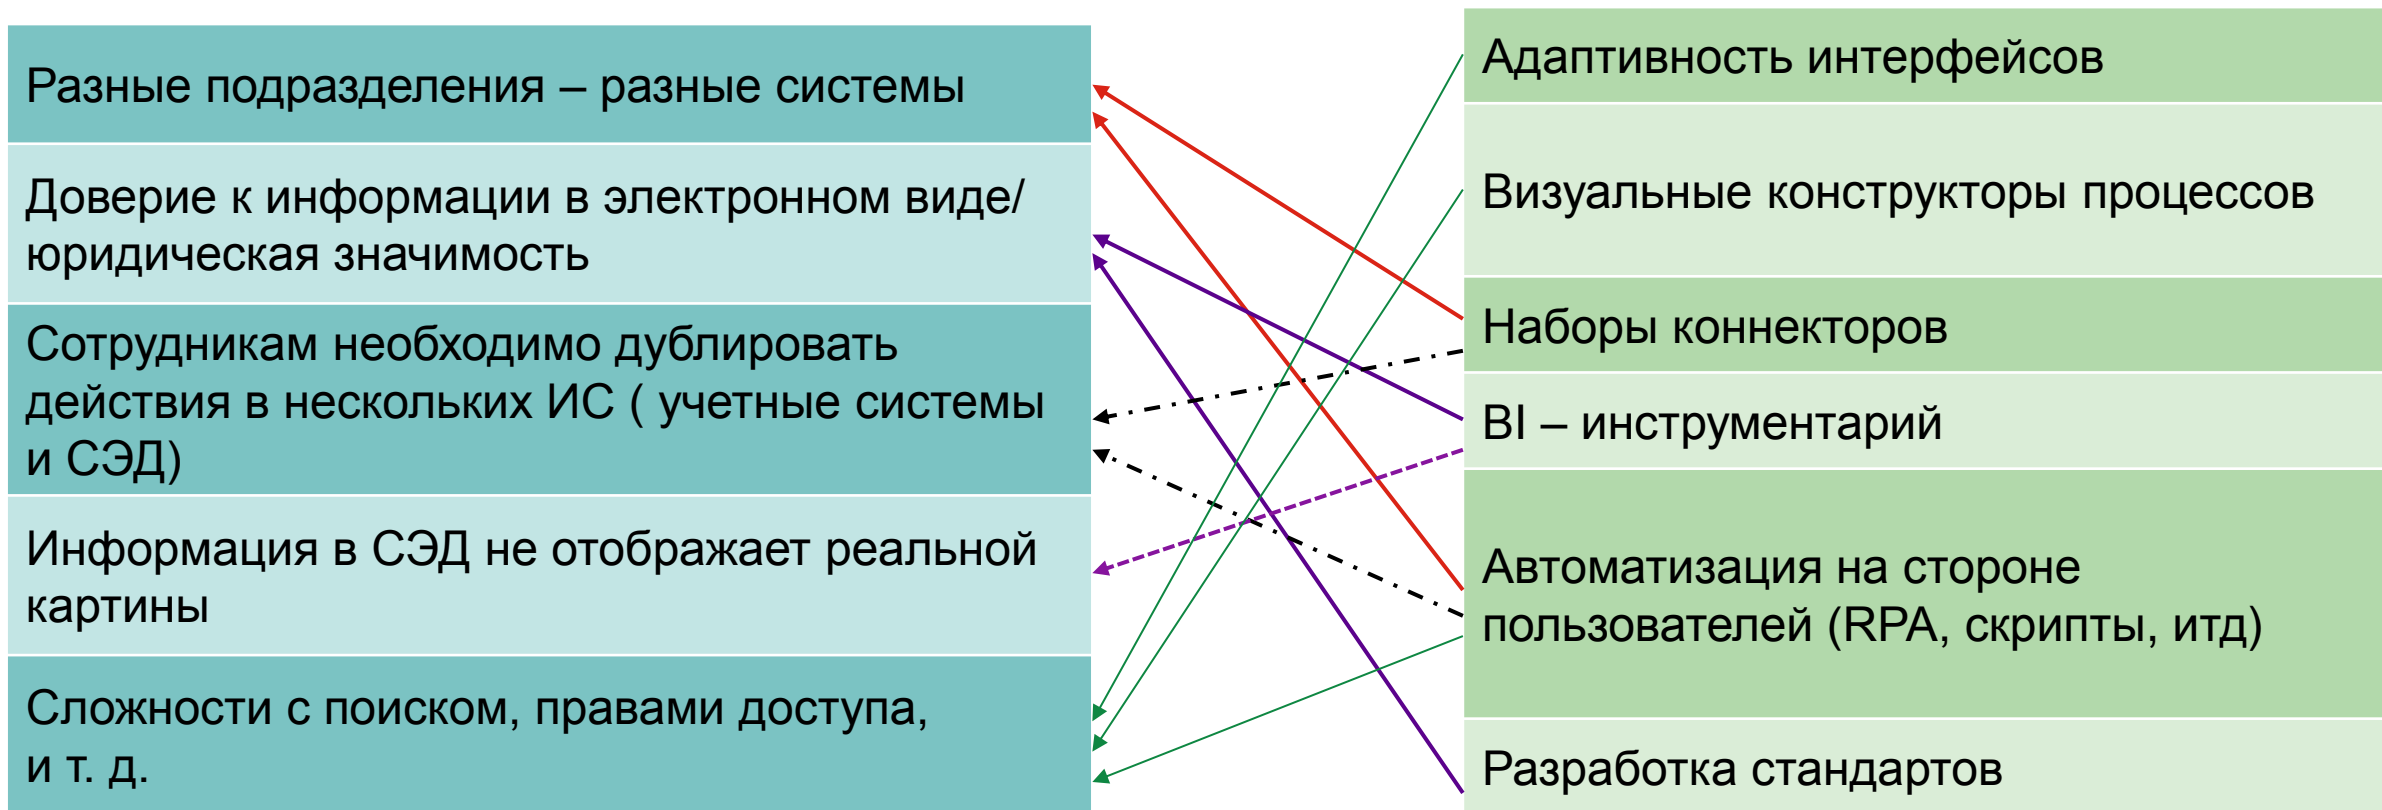 Разные подразделения – разные системы
Доверие к информации в электронном виде/
юридическая значимость
Сотрудникам необходимо дублировать
действия в нескольких ИС ( учетные системы
и СЭД)
Информация в СЭД не отображает реальной
картины
Сложности с поиском, правами доступа,
и т. д.
Адаптивность интерфейсов
Визуальные конструкторы процессов
Наборы коннекторов
BI – инструментарий
Автоматизация на стороне
пользователей (RPA, скрипты, итд)
Разработка стандартов